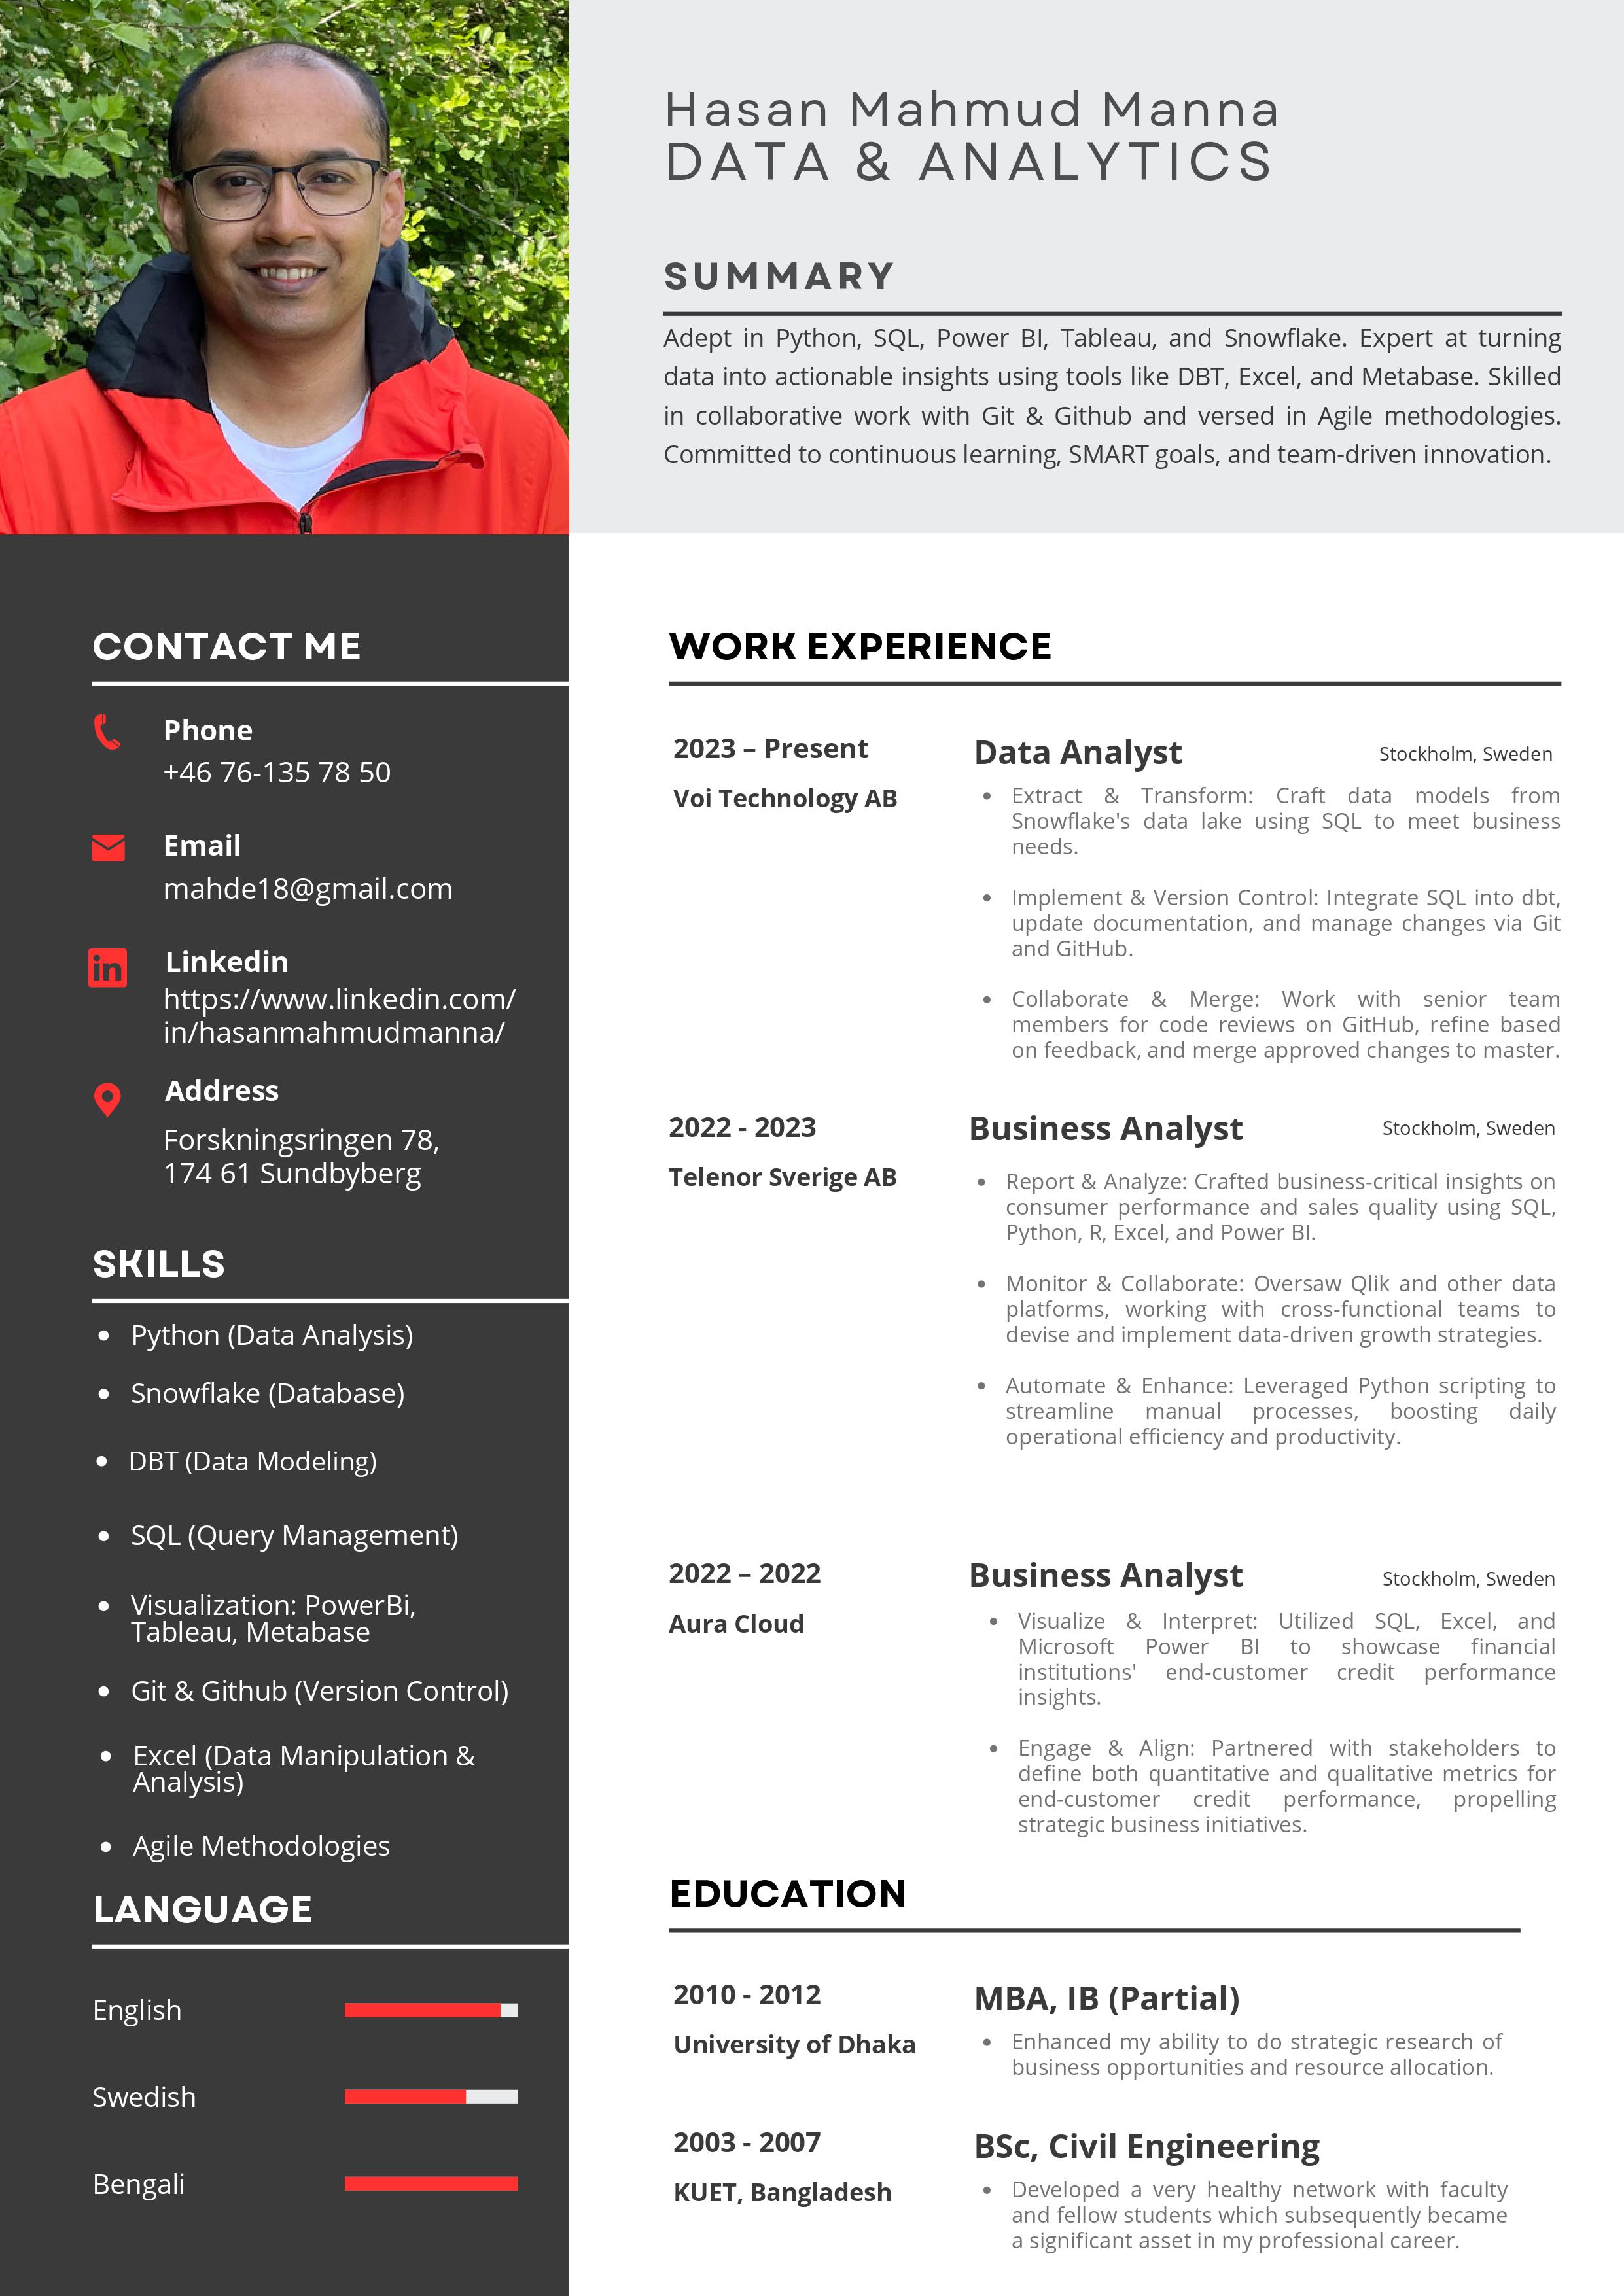 Hasan Mahmud Manna
DATA & ANALYTICS
SUMMARY
Adept in Python, SQL, Power BI, Tableau, and Snowflake. Expert at turning
data into actionable insights using tools like DBT, Excel, and Metabase. Skilled
in collaborative work with Git & Github and versed in Agile methodologies.
Committed to continuous learning, SMART goals, and team-driven innovation.
CONTACT ME
Phone
+46 76-135 78 50
Email
mahde18@gmail.com
Linkedin
https://www.linkedin.com/
in/hasanmahmudmanna/
Address
Forskningsringen 78,
174 61 Sundbyberg
SKILLS
• Python (Data Analysis)
• Snowflake (Database)
• DBT (Data Modeling)
• SQL (Query Management)
• Visualization: PowerBi,
Tableau, Metabase
• Git & Github (Version Control)
• Excel (Data Manipulation &
Analysis)
• Agile Methodologies
LANGUAGE
English
Swedish
Bengali
WORK EXPERIENCE
2023 – Present
Voi Technology AB
Data Analyst
Stockholm, Sweden
• Extract & Transform: Craft data models from
Snowflake's data lake using SQL to meet business
needs.
• Implement & Version Control: Integrate SQL into dbt,
update documentation, and manage changes via Git
and GitHub.
• Collaborate & Merge: Work with senior team
members for code reviews on GitHub, refine based
on feedback, and merge approved changes to master.
2022 - 2023
Telenor Sverige AB
Business Analyst
Stockholm, Sweden
• Report & Analyze: Crafted business-critical insights on
consumer performance and sales quality using SQL,
Python, R, Excel, and Power BI.
• Monitor & Collaborate: Oversaw Qlik and other data
platforms, working with cross-functional teams to
devise and implement data-driven growth strategies.
• Automate & Enhance: Leveraged Python scripting to
streamline manual processes, boosting daily
operational efficiency and productivity.
2022 – 2022
Aura Cloud
Business Analyst
Stockholm, Sweden
• Visualize & Interpret: Utilized SQL, Excel, and
Microsoft Power BI to showcase financial
institutions' end-customer credit performance
insights.
• Engage & Align: Partnered with stakeholders to
define both quantitative and qualitative metrics for
end-customer credit performance, propelling
strategic business initiatives.
EDUCATION
2010 - 2012
University of Dhaka
MBA, IB (Partial)
• Enhanced my ability to do strategic research of
business opportunities and resource allocation.
2003 - 2007
KUET, Bangladesh
BSc, Civil Engineering
• Developed a very healthy network with faculty
and fellow students which subsequently became
a significant asset in my professional career.